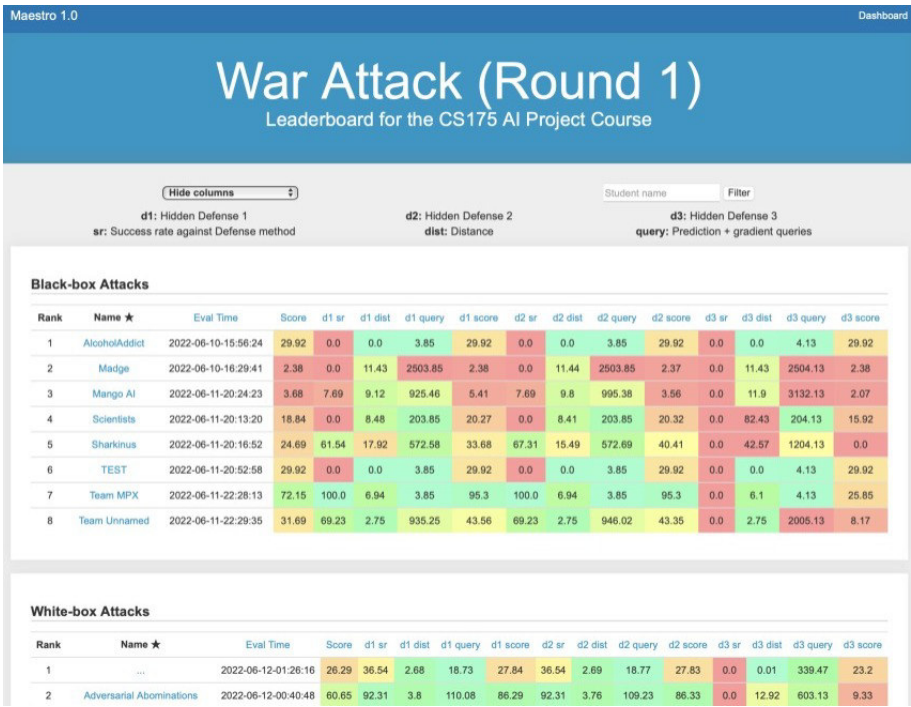 Maestro 1.0 Dashboard
War Attack (Round 1)
Leaderboard for the CS175 AI Project Course
Hide columns Student name Filter
d1: Hidden Defense 1 d2: Hidden Defense 2 d3: Hidden Defense 3
sr: Success rate against Defense method dist: Distance query: Prediction + gradient queries
Black-box Attacks
Rank Name ★ Eval Time Score d1 sr d1 dist d1 query d1 score d2 sr d2 dist d2 query d2 score d3 sr d3 dist d3 query d3 score
1 AlcoholAddict 2022-06-10-15:56:24 29.92 0.0 0.0 3.85 29.92 0.0 0.0 3.85 29.92 0.0 0.0 4.13 29.92
2 Madge 2022-06-10-16:29:41 2.38 0.0 11.43 2503.85 2.38 0.0 11.44 2503.85 2.37 0.0 11.43 2504.13 2.38
3 Mango AI 2022-06-11-20:24:23 3.68 7.69 9.12 925.46 5.41 7.69 9.8 995.38 3.56 0.0 11.9 3132.13 2.07
4 Scientists 2022-06-11-20:13:20 18.84 0.0 8.48 203.85 20.27 0.0 8.41 203.85 20.32 0.0 82.43 204.13 15.92
5 Sharkinus 2022-06-11-20:16:52 24.69 61.54 17.92 572.58 33.68 67.31 15.49 572.69 40.41 0.0 42.57 1204.13 0.0
6 TEST 2022-06-11-20:52:58 29.92 0.0 0.0 3.85 29.92 0.0 0.0 3.85 29.92 0.0 0.0 4.13 29.92
7 Team MPX 2022-06-11-22:28:13 72.15 100.0 6.94 3.85 95.3 100.0 6.94 3.85 95.3 0.0 6.1 4.13 25.85
8 Team Unnamed 2022-06-11-22:29:35 31.69 69.23 2.75 935.25 43.56 69.23 2.75 946.02 43.35 0.0 2.75 2005.13 8.17
White-box Attacks
Rank Name ★ Eval Time Score d1 sr d1 dist d1 query d1 score d2 sr d2 dist d2 query d2 score d3 sr d3 dist d3 query d3 score
1 ... 2022-06-12-01:26:16 26.29 36.54 2.68 18.73 27.84 36.54 2.69 18.77 27.83 0.0 0.01 339.47 23.2
2 Adversarial Abominations 2022-06-12-00:40:48 60.65 92.31 3.8 110.08 86.29 92.31 3.76 109.23 86.33 0.0 12.92 603.13 9.33